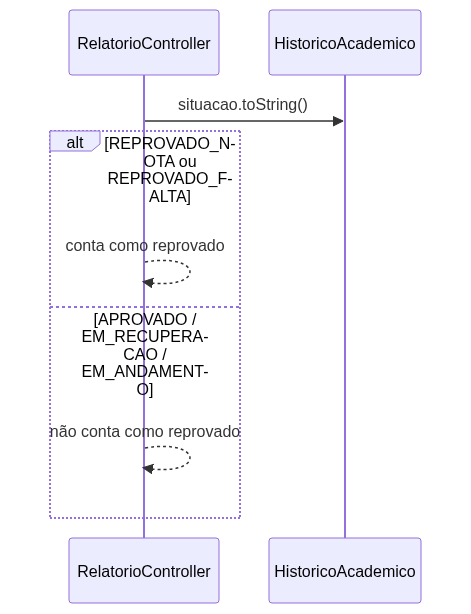 RelatorioController
HistoricoAcademico
situacao.toString()
alt
[REPROVADO_N-
OTA ou
REPROVADO_F-
ALTA]
conta como reprovado
[APROVADO /
EM_RECUPERA-
CAO /
EM_ANDAMENT-
O]
não conta como reprovado
RelatorioController
HistoricoAcademico